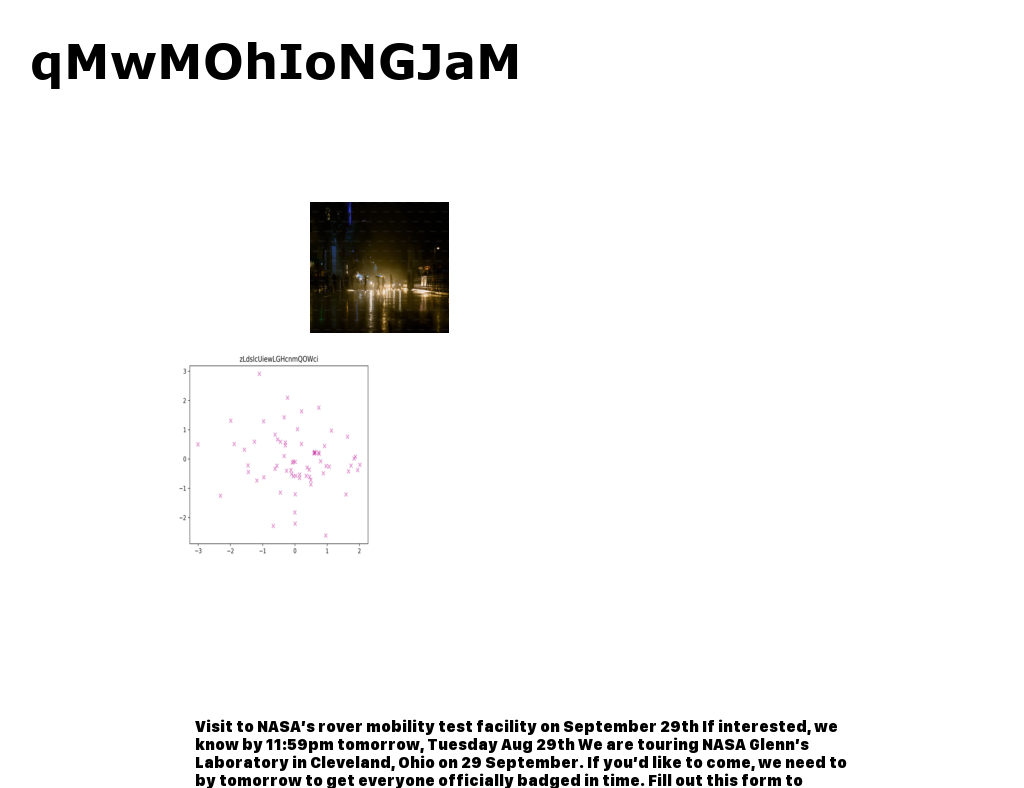 qMwMOhIoNGJaM
zLdslcUiewLGHcnmQOWci
3
2
1
0
−1
−2
−3 −2 −1 0 1 2
Visit to NASA's rover mobility test facility on September 29th If interested, we
know by 11:59pm tomorrow, Tuesday Aug 29th We are touring NASA Glenn's
Laboratory in Cleveland, Ohio on 29 September. If you'd like to come, we need to
by tomorrow to get everyone officially badged in time. Fill out this form to